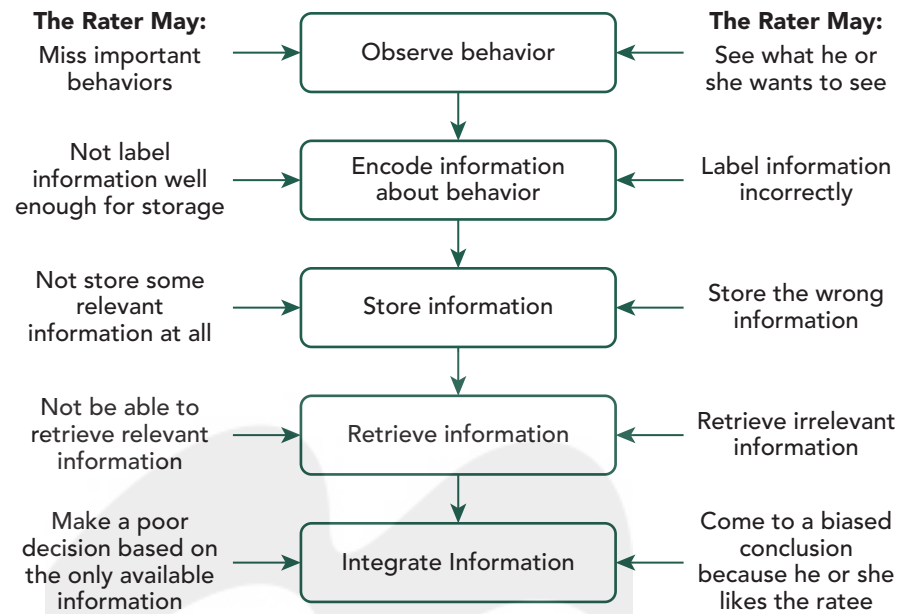 The Rater May:
Miss important
behaviors
Observe behavior
The Rater May:
See what he or
she wants to see
Not label
information well
enough for storage
Encode information
about behavior
Label information
incorrectly
Not store some
relevant
information at all
Store information
Store the wrong
information
Not be able to
retrieve relevant
information
Retrieve information
Retrieve irrelevant
information
Make a poor
decision based on
the only available
information
Integrate Information
Come to a biased
conclusion
because he or she
likes the ratee